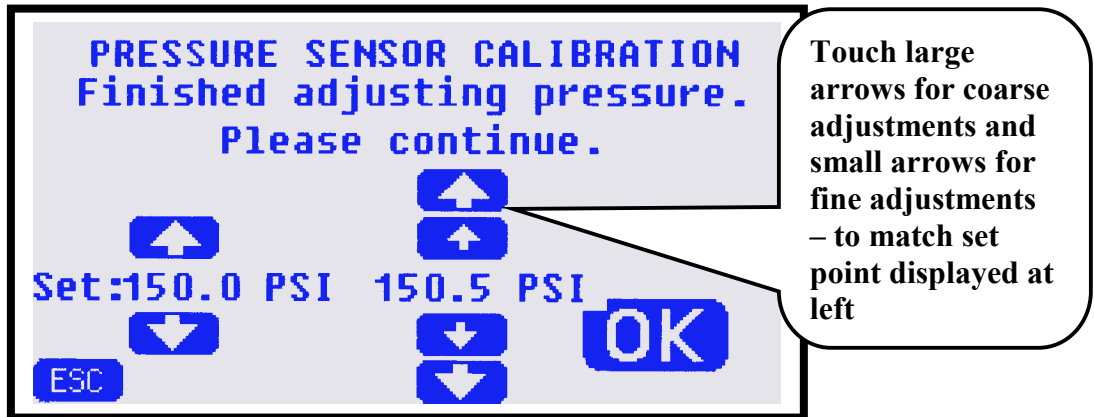 PRESSURE SENSOR CALIBRATION
Finished adjusting pressure.
Please continue.
Set:150.0 PSI 150.5 PSI
OK
ESC
Touch large
arrows for coarse
adjustments and
small arrows for
fine adjustments
– to match set
point displayed at
left